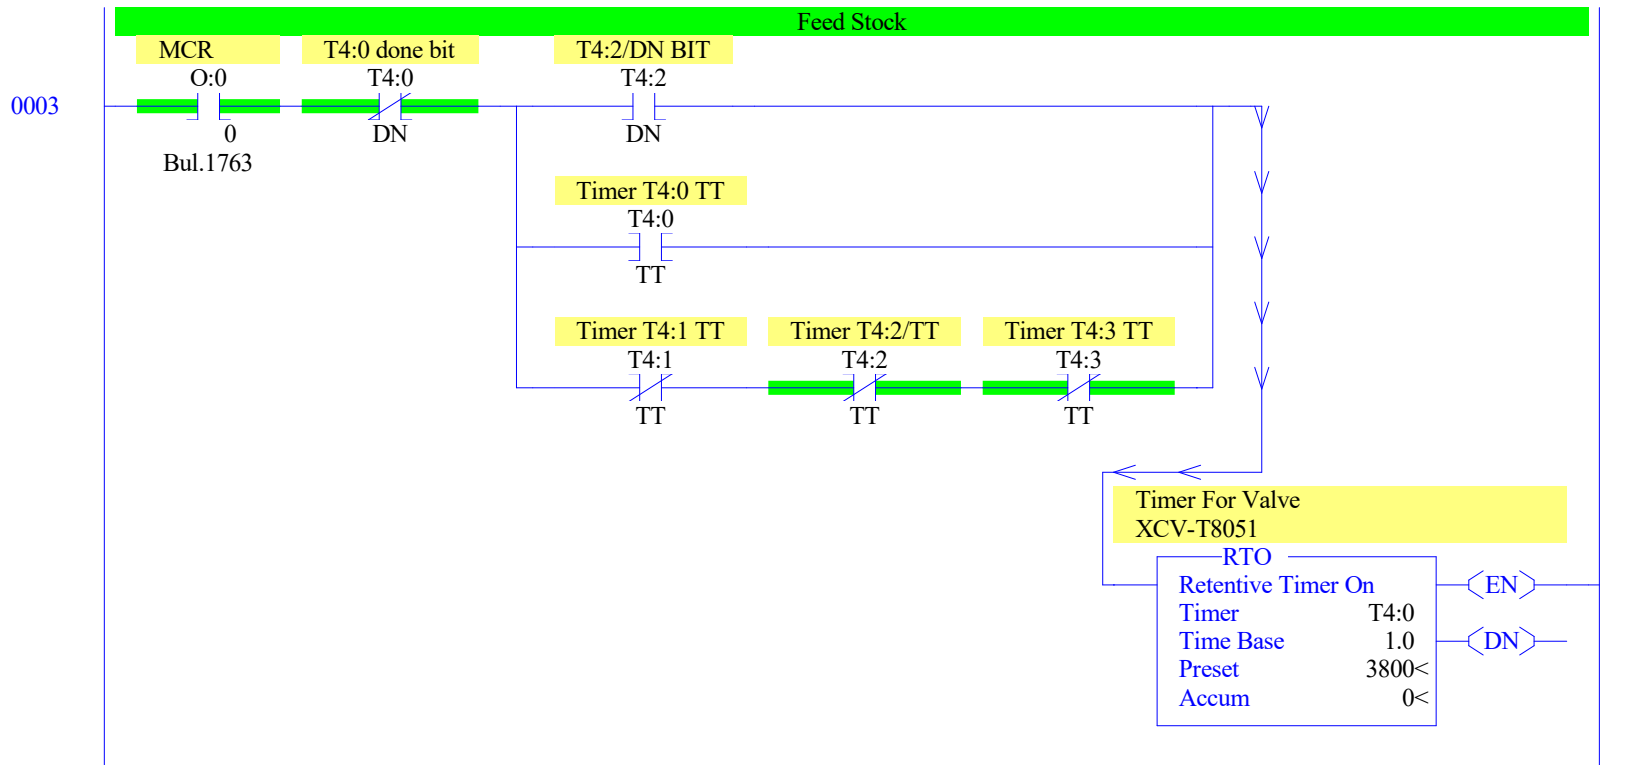 Feed Stock
MCR T4:0 done bit T4:2/DN BIT
O:0 T4:0 T4:2
0003
0 DN DN
Bul.1763
Timer T4:0 TT
T4:0
TT
Timer T4:1 TT Timer T4:2/TT Timer T4:3 TT
T4:1 T4:2 T4:3
TT TT TT
Timer For Valve
XCV-T8051
RTO
Retentive Timer On EN
Timer T4:0
Time Base 1.0 DN
Preset 3800<
Accum 0<